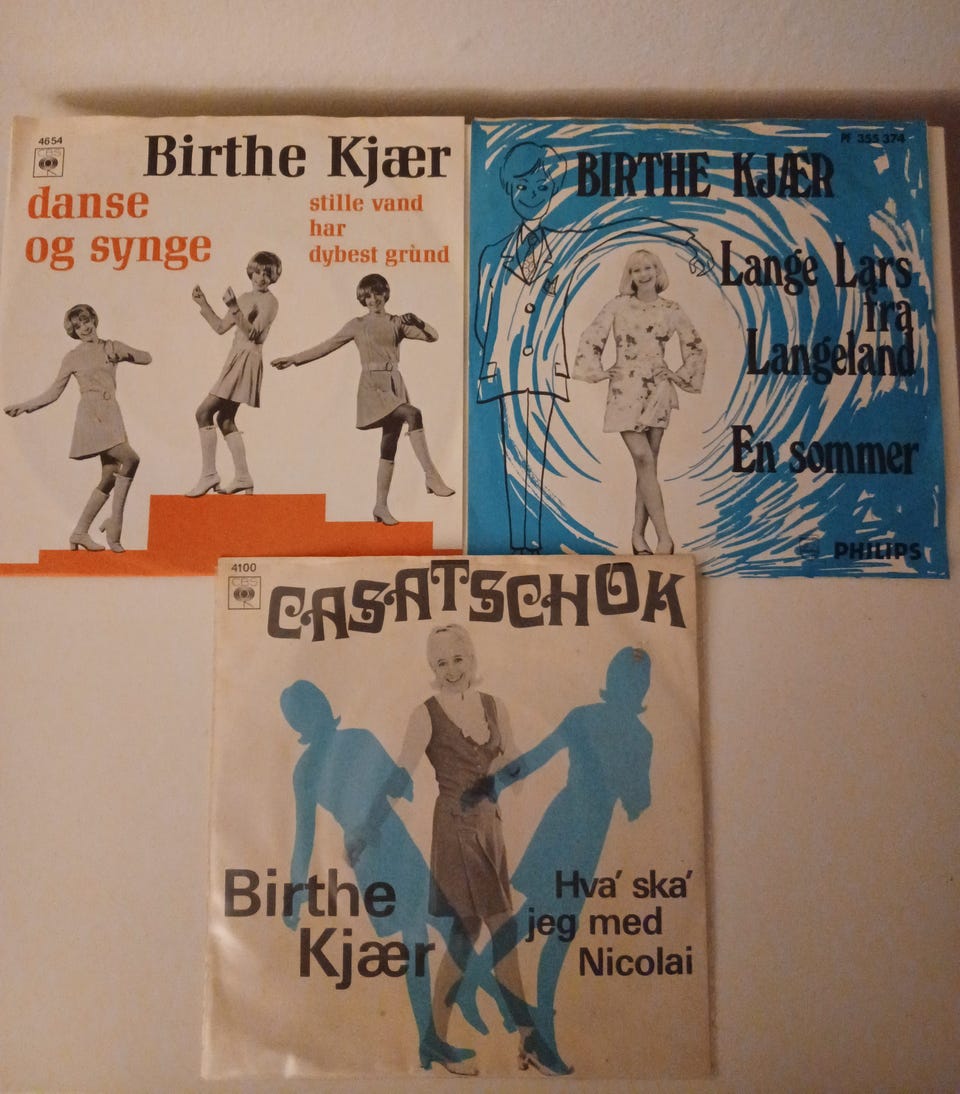 4654
CBS
Birthe Kjær
danse
og synge
stille vand
har
dybest grund
PF 355 374
BIRTHE KJÆR
Lange Lars
fra
Langeland
En sommer
PHILIPS
4100
CBS
CASATSCHOK
Birthe
Kjær
Hva' ska'
jeg med
Nicolai